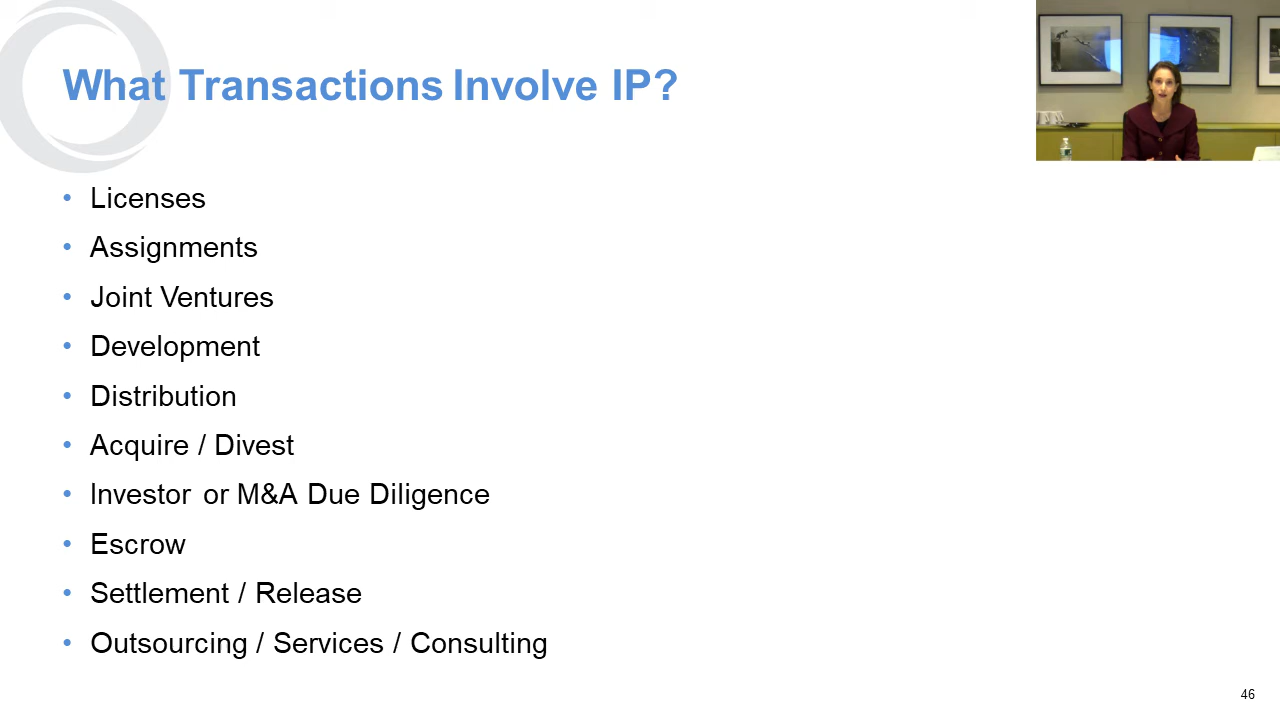 What Transactions Involve IP?
• Licenses
• Assignments
• Joint Ventures
• Development
• Distribution
• Acquire / Divest
• Investor or M&A Due Diligence
• Escrow
• Settlement / Release
• Outsourcing / Services / Consulting
46